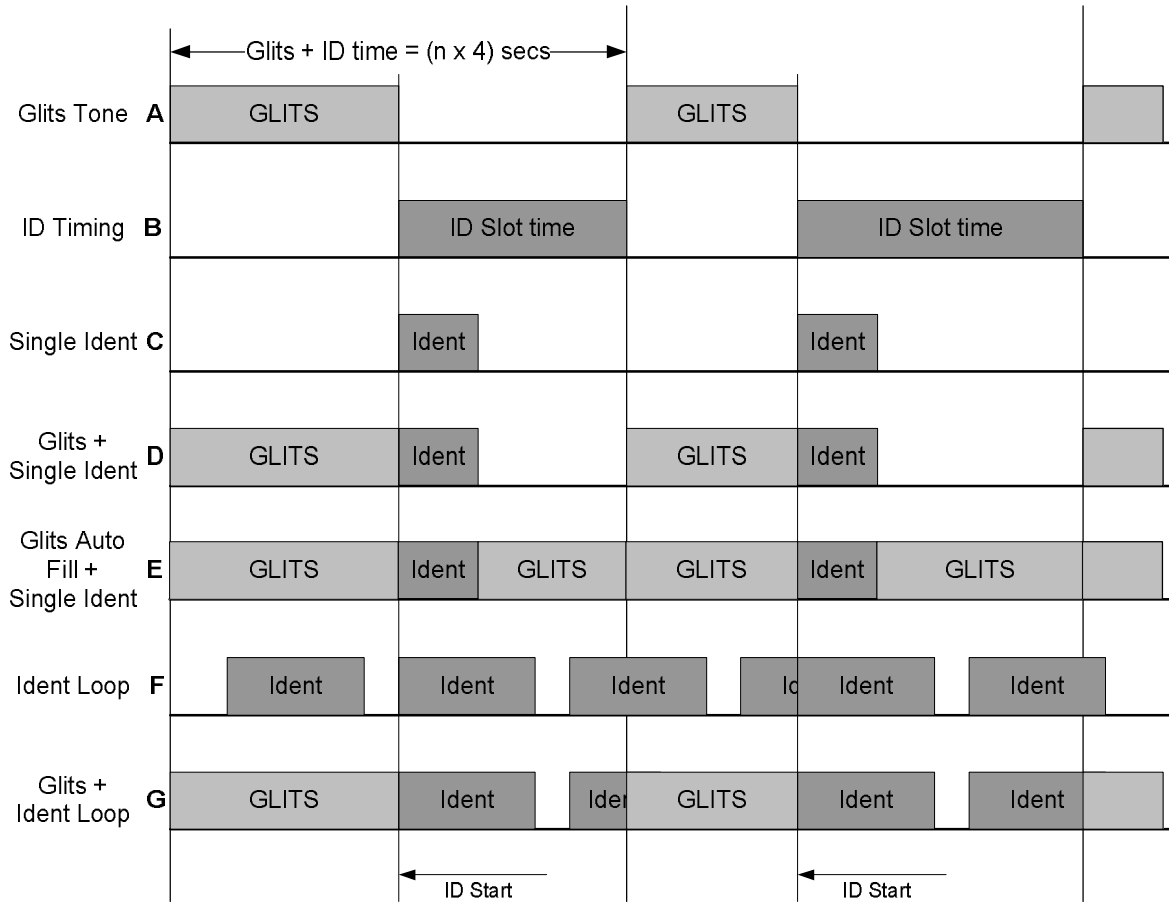 Glits + ID time = (n x 4) secs
Glits Tone A GLITS GLITS
ID Timing B ID Slot time ID Slot time
Single Ident C Ident Ident
Glits +
Single Ident D GLITS Ident GLITS Ident
Glits Auto
Fill +
Single Ident E GLITS Ident GLITS GLITS Ident GLITS
Ident Loop F Ident Ident Ident Id Ident Ident
Glits +
Ident Loop G GLITS Ident Iden GLITS Ident Ident
ID Start ID Start